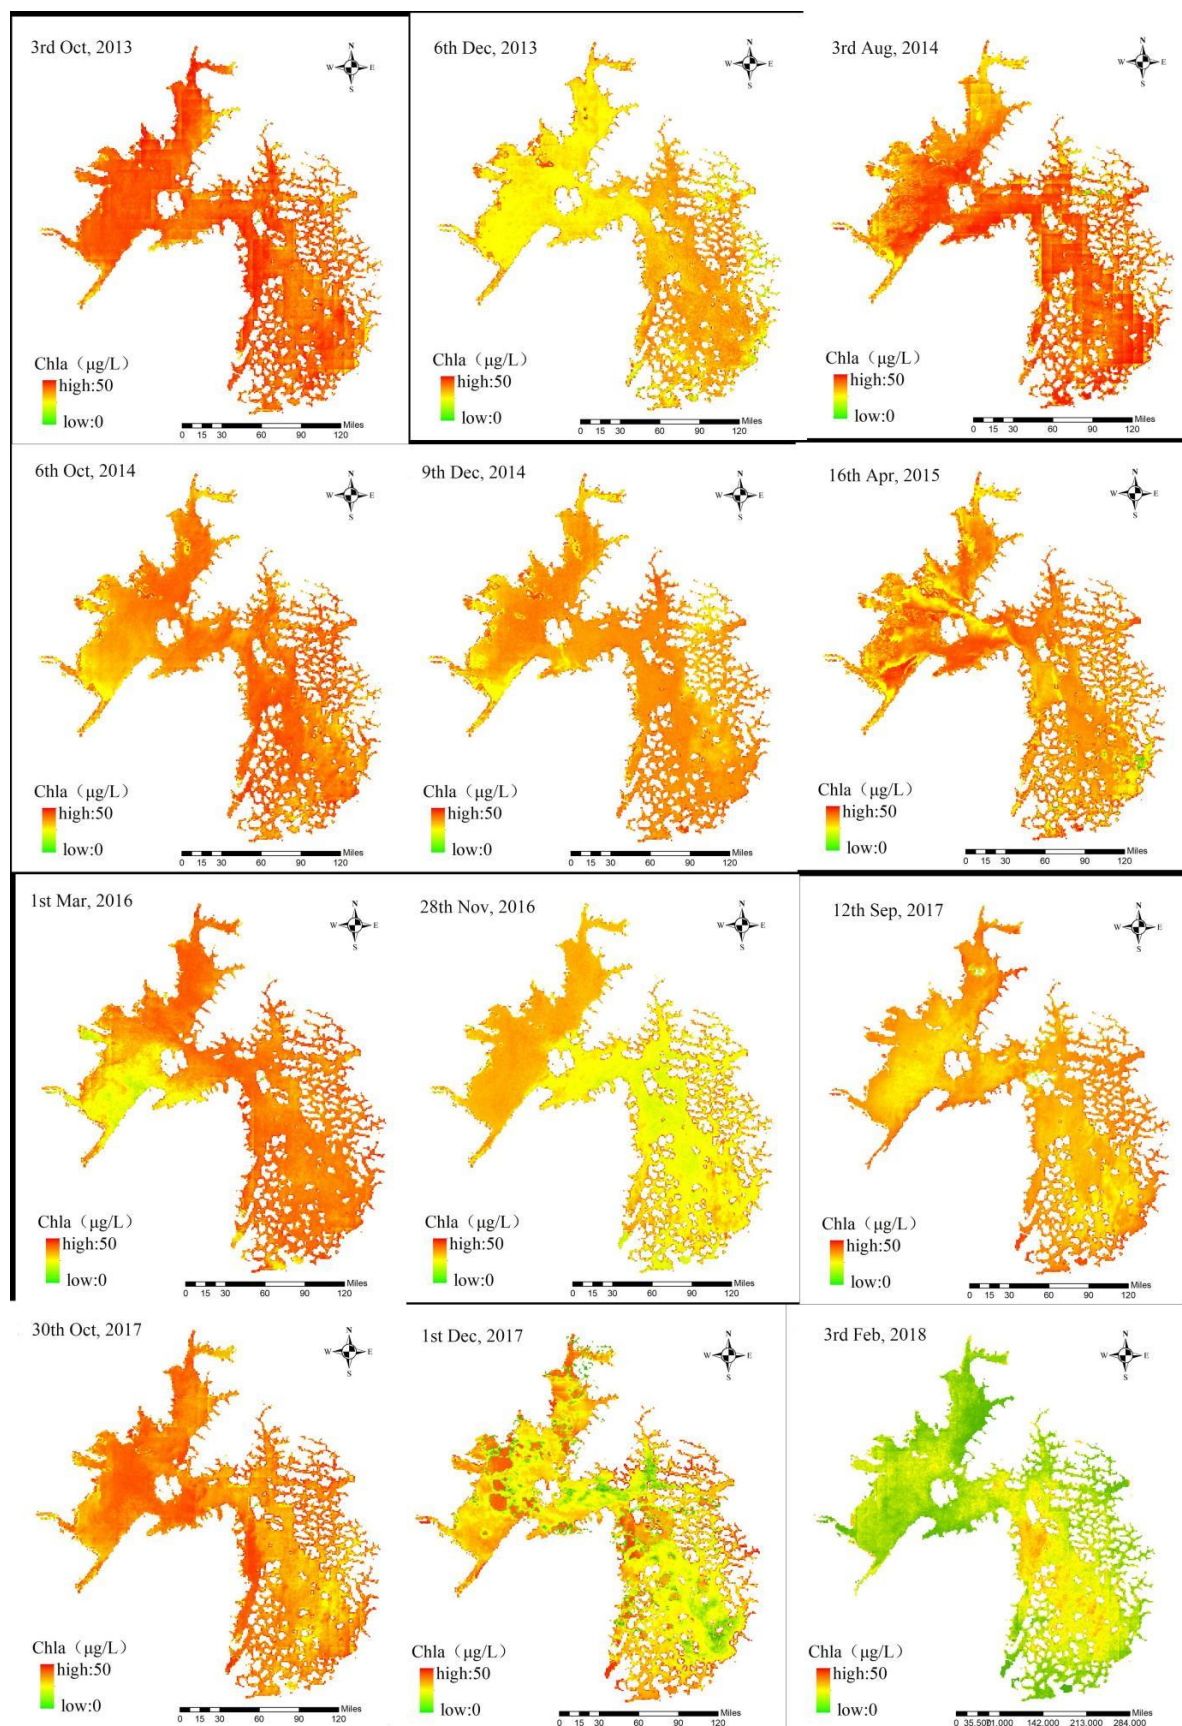 3rd Oct, 2013
N
W E
S
Chla（μg/L）
high:50
low:0
Miles
0 15 30 60 90 120
6th Dec, 2013
N
W E
S
Chla（μg/L）
high:50
low:0
Miles
0 15 30 60 90 120
3rd Aug, 2014
N
W E
S
Chla（μg/L）
high:50
low:0
Miles
0 15 30 60 90 120
6th Oct, 2014
N
W E
S
Chla（μg/L）
high:50
low:0
Miles
0 15 30 60 90 120
9th Dec, 2014
N
W E
S
Chla（μg/L）
high:50
low:0
Miles
0 15 30 60 90 120
16th Apr, 2015
N
W E
S
Chla（μg/L）
high:50
low:0
Miles
0 15 30 60 90 120
1st Mar, 2016
N
W E
S
Chla（μg/L）
high:50
low:0
Miles
0 15 30 60 90 120
28th Nov, 2016
N
W E
S
Chla（μg/L）
high:50
low:0
Miles
0 15 30 60 90 120
12th Sep, 2017
N
W E
S
Chla（μg/L）
high:50
low:0
Miles
0 15 30 60 90 120
30th Oct, 2017
N
W E
S
Chla（μg/L）
high:50
low:0
Miles
0 15 30 60 90 120
1st Dec, 2017
N
W E
S
Chla（μg/L）
high:50
low:0
Miles
0 15 30 60 90 120
3rd Feb, 2018
N
W E
S
Chla（μg/L）
high:50
low:0
Miles
0 142,000 213,000 284,000